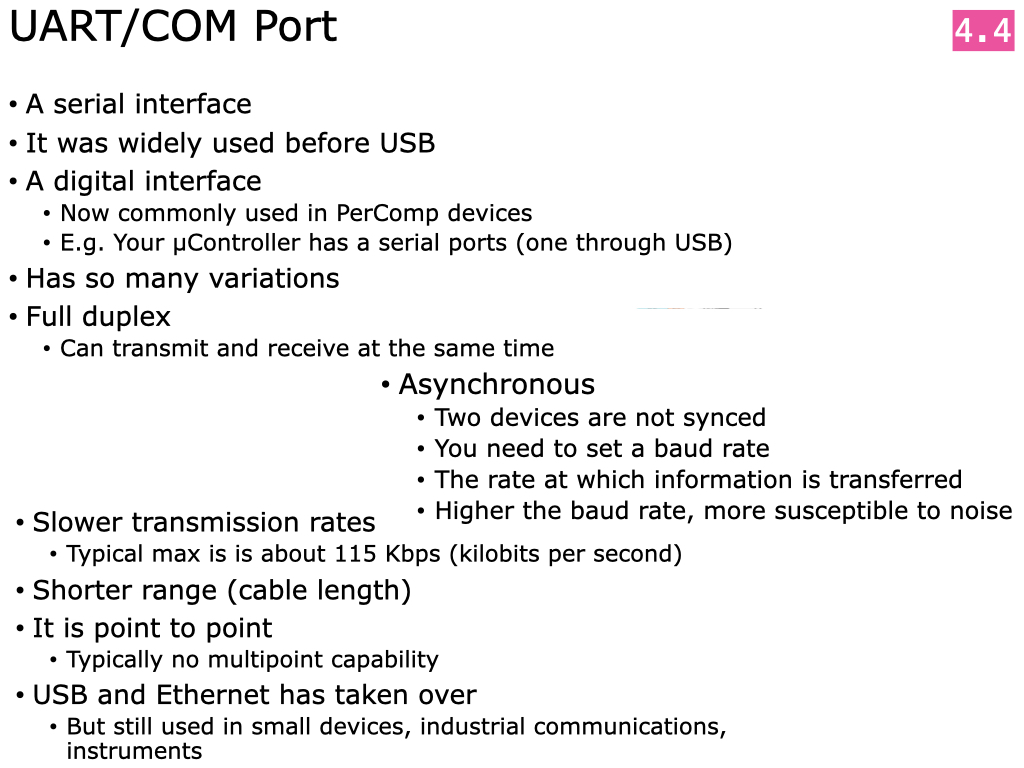 UART/COM Port
4.4
• A serial interface
• It was widely used before USB
• A digital interface
• Now commonly used in PerComp devices
• E.g. Your µController has a serial ports (one through USB)
• Has so many variations
• Full duplex
• Can transmit and receive at the same time
• Asynchronous
• Two devices are not synced
• You need to set a baud rate
• The rate at which information is transferred
• Higher the baud rate, more susceptible to noise
• Slower transmission rates
• Typical max is is about 115 Kbps (kilobits per second)
• Shorter range (cable length)
• It is point to point
• Typically no multipoint capability
• USB and Ethernet has taken over
• But still used in small devices, industrial communications,
instruments